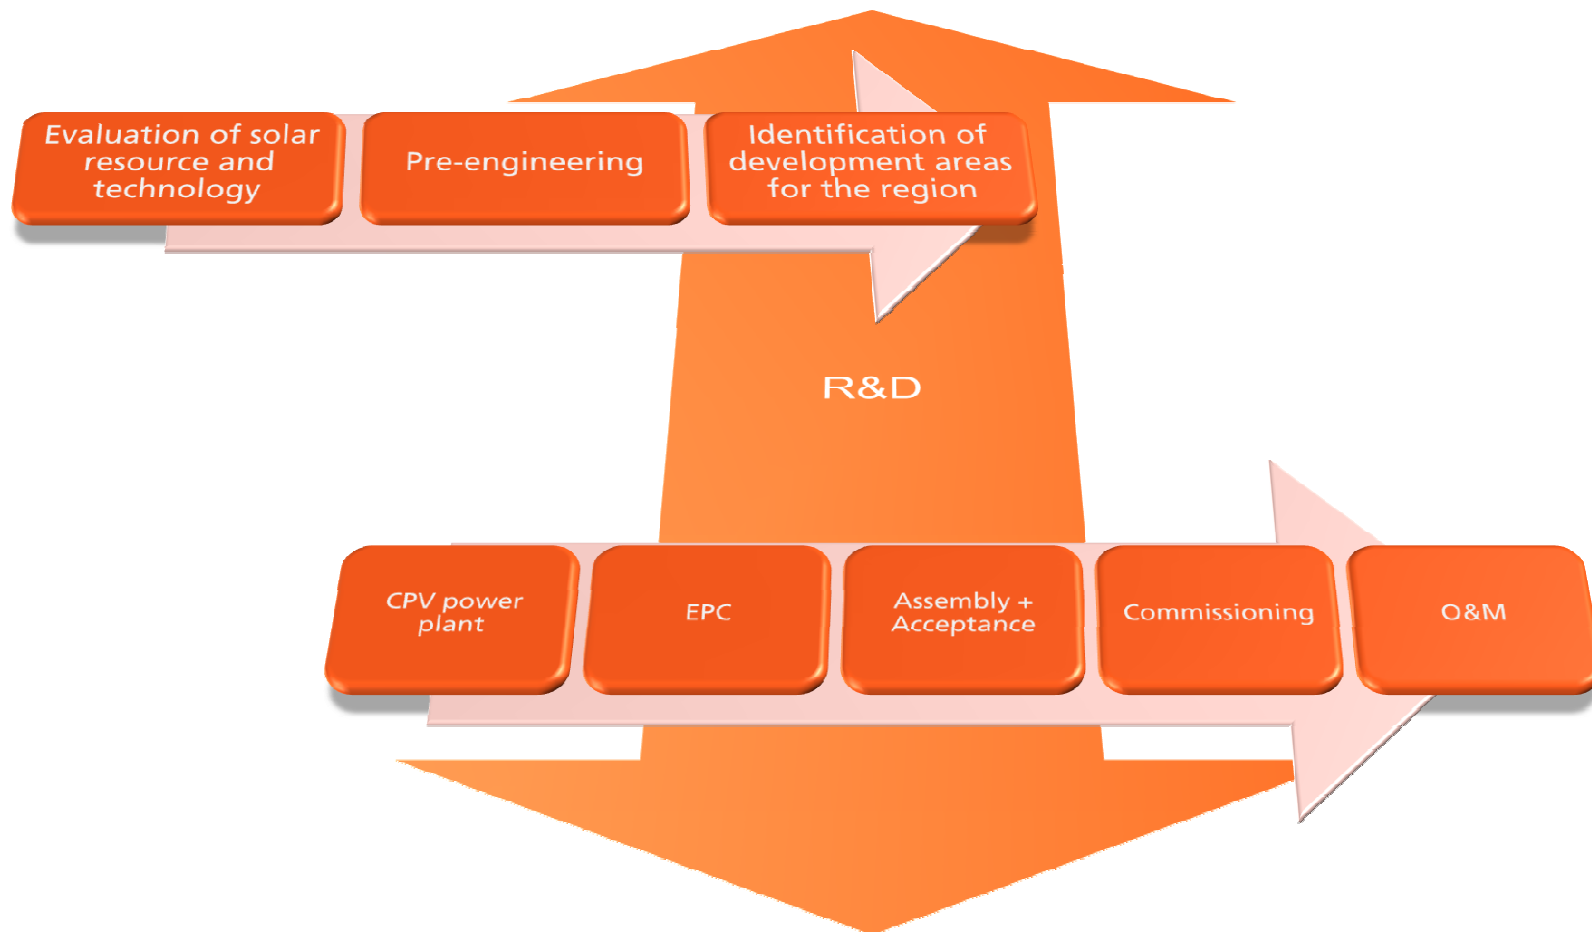 Evaluation of solar
resource and
technology
Pre-engineering
Identification of
development areas
for the region
R&D
CPV power
plant
EPC
Assembly +
Acceptance
Commissioning
O&M